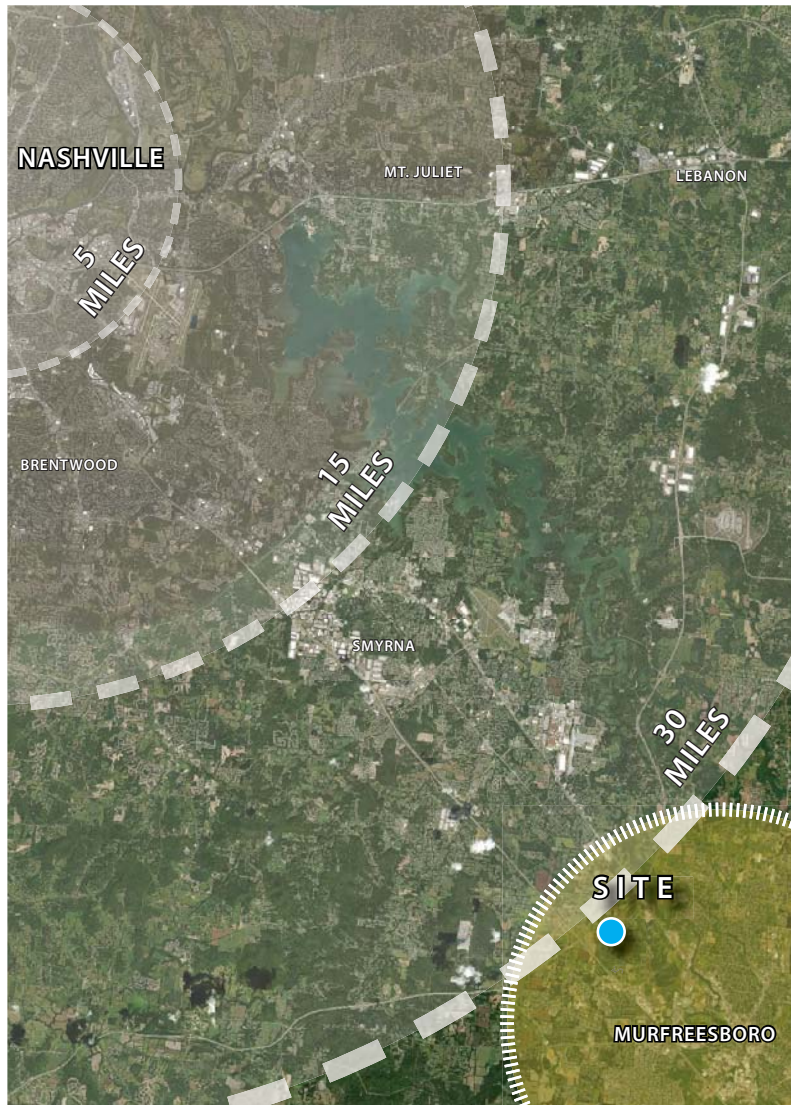 NASHVILLE
MT. JULIET
LEBANON
5
MILES
BRENTWOOD
15
MILES
SMYRNA
30
MILES
SITE
MURFREESBORO